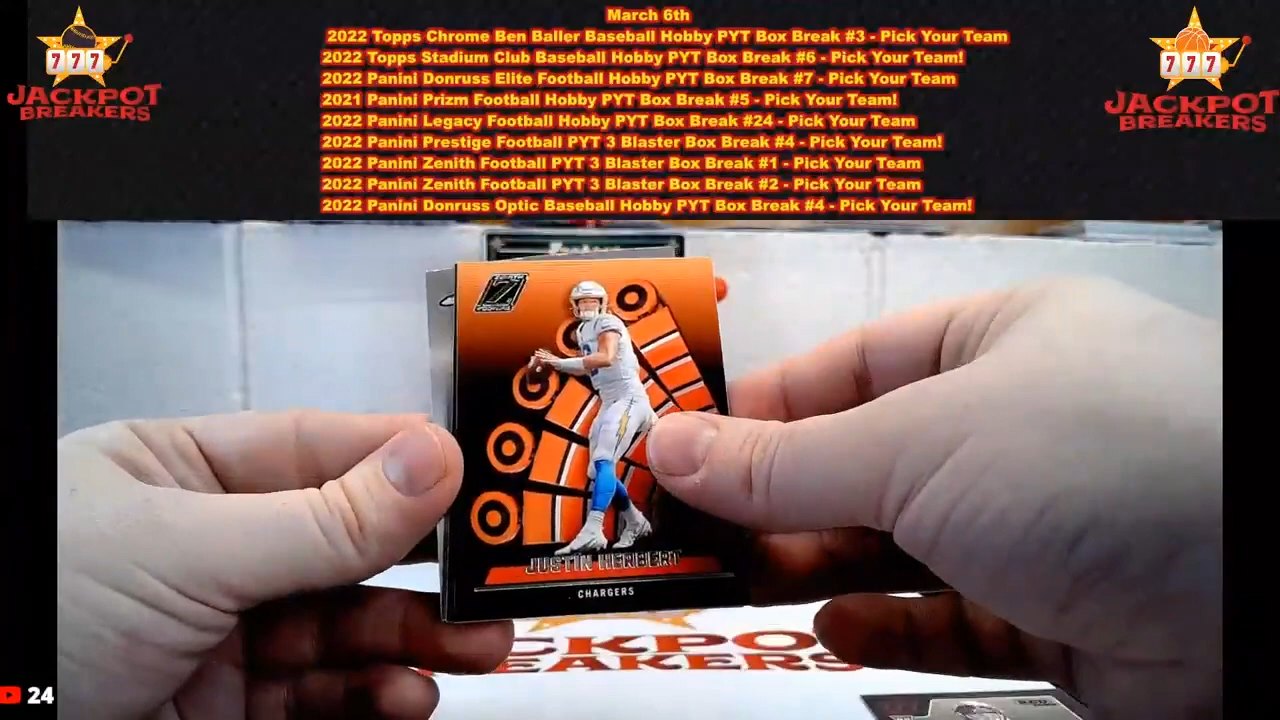 March 6th
2022 Topps Chrome Ben Baller Baseball Hobby PYT Box Break #3 - Pick Your Team
2022 Topps Stadium Club Baseball Hobby PYT Box Break #6 - Pick Your Team!
2022 Panini Donruss Elite Football Hobby PYT Box Break #7 - Pick Your Team
2021 Panini Prizm Football Hobby PYT Box Break #5 - Pick Your Team!
2022 Panini Legacy Football Hobby PYT Box Break #24 - Pick Your Team
2022 Panini Prestige Football PYT 3 Blaster Box Break #4 - Pick Your Team!
2022 Panini Zenith Football PYT 3 Blaster Box Break #1 - Pick Your Team
2022 Panini Zenith Football PYT 3 Blaster Box Break #2 - Pick Your Team
2022 Panini Donruss Optic Baseball Hobby PYT Box Break #4 - Pick Your Team!
777
JACKPOT
BREAKERS
777
JACKPOT
BREAKERS
JUSTIN HERBERT
CHARGERS
CKPO
EAKERS
24